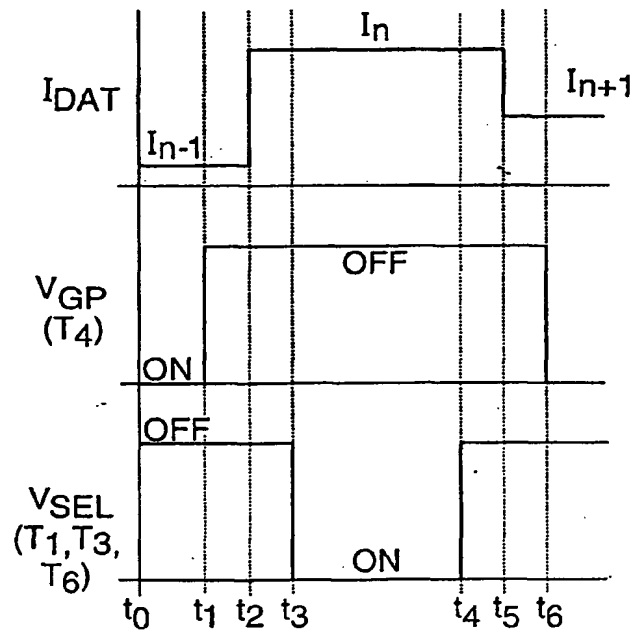 In
IDAT
In+1
In-1
OFF
VGP
(T4)
ON
OFF
VSEL
(T1,T3,
T6)
ON
t0 t1 t2 t3 t4 t5 t6